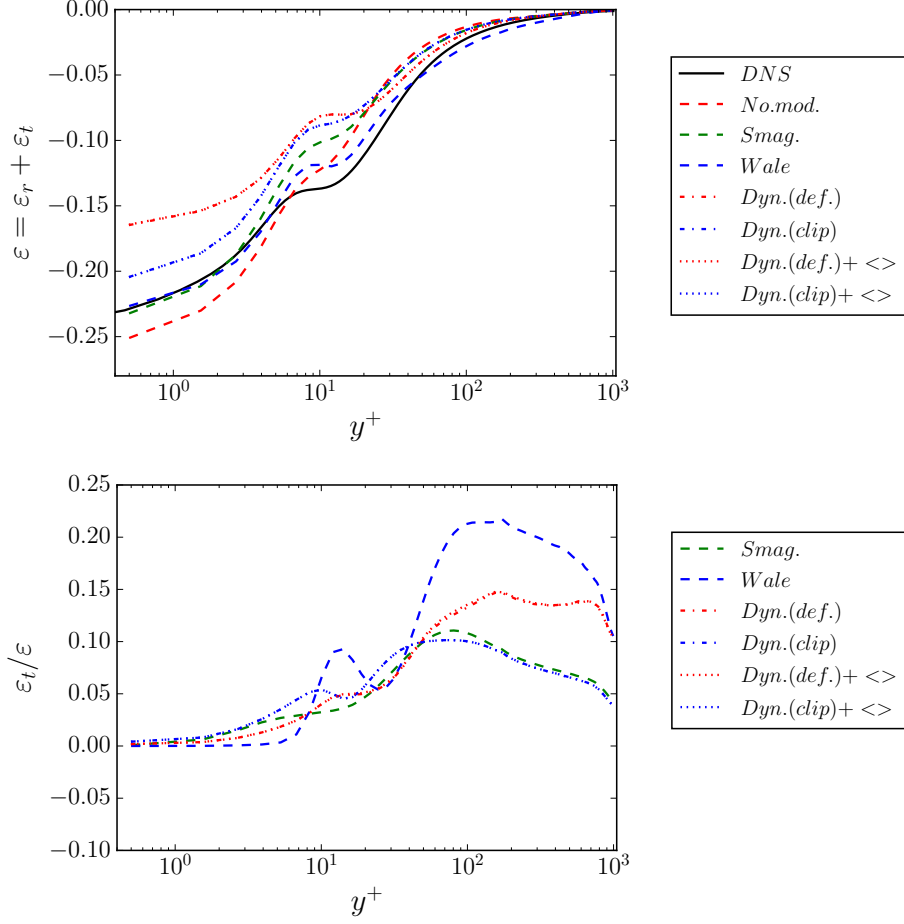 0.00
−0.05
−0.10
−0.15
−0.20
−0.25
ε = ε_r + ε_t
10^0
10^1
10^2
10^3
y^+
DNS
No.mod.
Smag.
Wale
Dyn.(def.)
Dyn.(clip)
Dyn.(def.)+ <>
Dyn.(clip)+ <>
0.25
0.20
0.15
0.10
0.05
0.00
−0.05
−0.10
ε_t/ε
10^0
10^1
10^2
10^3
y^+
Smag.
Wale
Dyn.(def.)
Dyn.(clip)
Dyn.(def.)+ <>
Dyn.(clip)+ <>